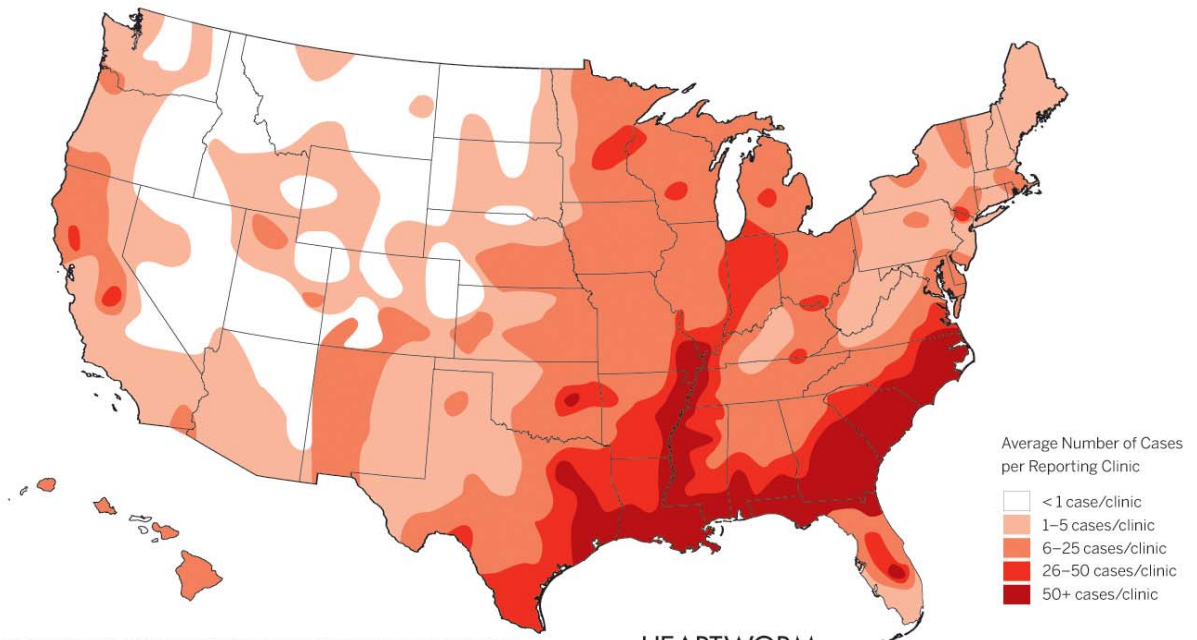 Average Number of Cases
per Reporting Clinic
< 1 case/clinic
1–5 cases/clinic
6–25 cases/clinic
26–50 cases/clinic
50+ cases/clinic
HEARTWORM